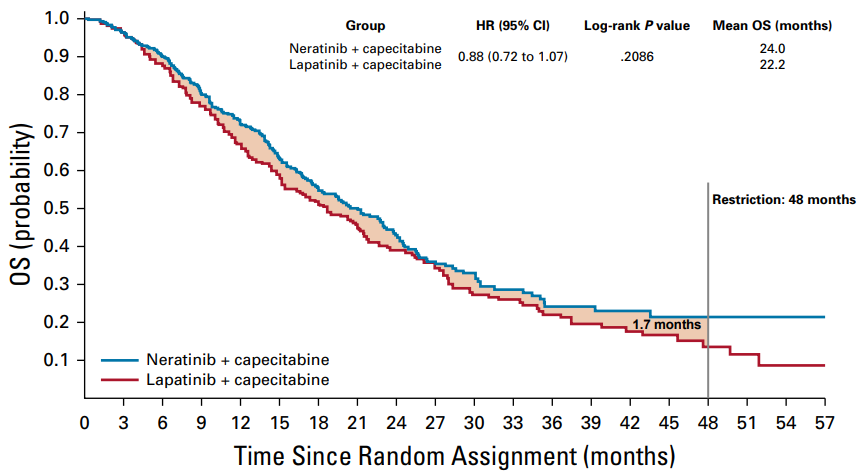 Group HR (95% CI) Log-rank P value Mean OS (months)
Neratinib + capecitabine 0.88 (0.72 to 1.07) .2086 24.0
Lapatinib + capecitabine 22.2
OS (probability)
1.0
0.9
0.8
0.7
0.6
0.5
0.4
0.3
0.2
0.1
Restriction: 48 months
1.7 months
Neratinib + capecitabine
Lapatinib + capecitabine
0 3 6 9 12 15 18 21 24 27 30 33 36 39 42 45 48 51 54 57
Time Since Random Assignment (months)